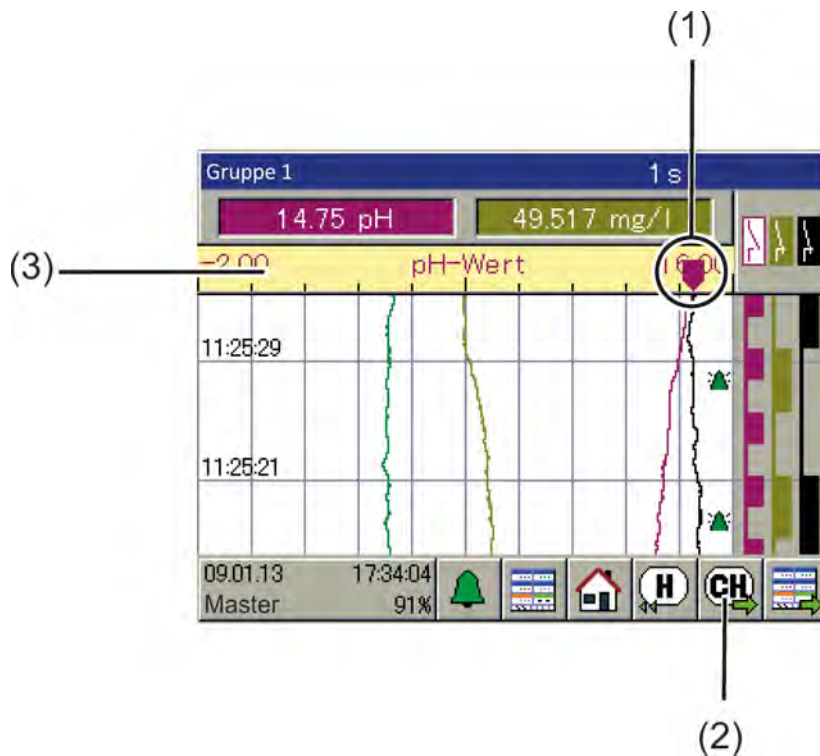 (1)
Gruppe 1 1 s
14.75 pH 49.517 mg/l
(3)
-2.00 pH-Wert 16.00
11:25:29
11:25:21
09.01.13 17:34:04
Master 91%
H CH
(2)